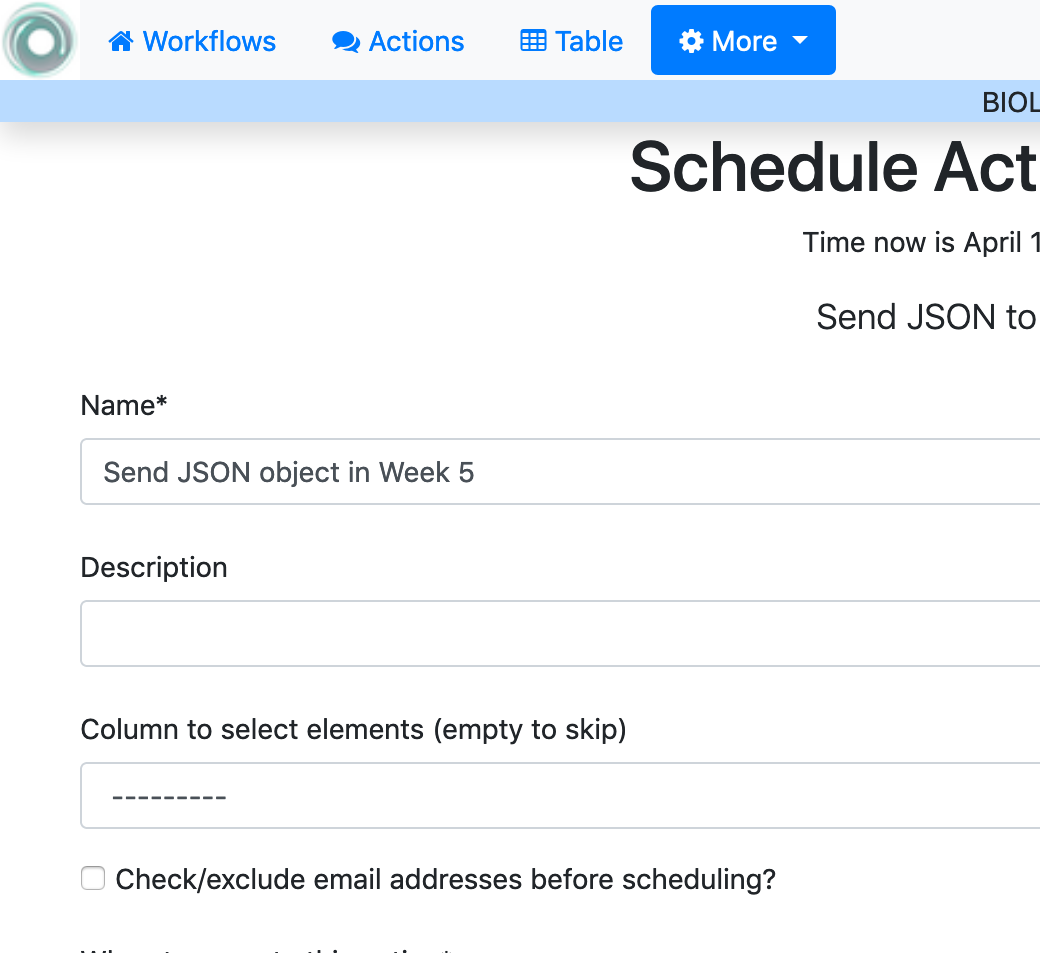 Workflows Actions Table More
BIOL
Schedule Act
Time now is April 1
Send JSON to
Name*
Send JSON object in Week 5
Description
Column to select elements (empty to skip)
---------
Check/exclude email addresses before scheduling?